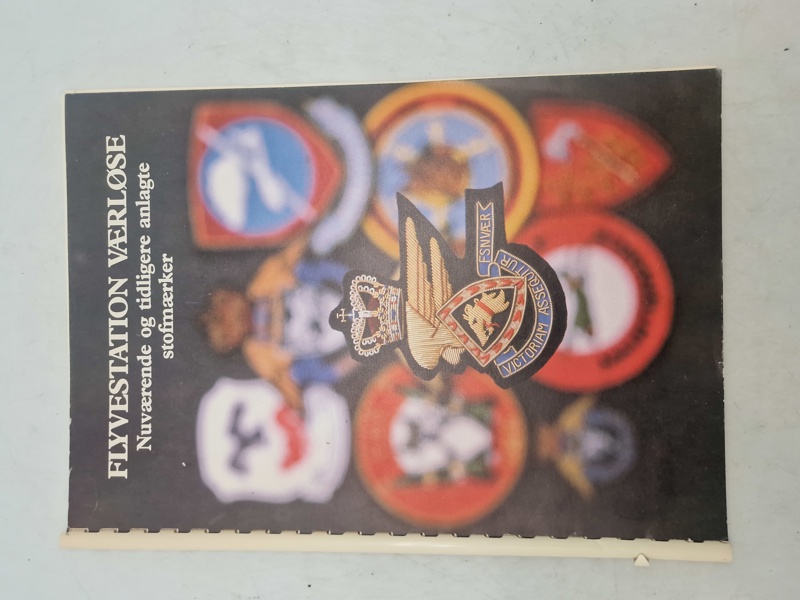 FLYVESTATION VÆRLØSE
Nuværende og tidligere anlagte
stofmærker
FSNVÆR
VICTORIAM ASSEQUITUR